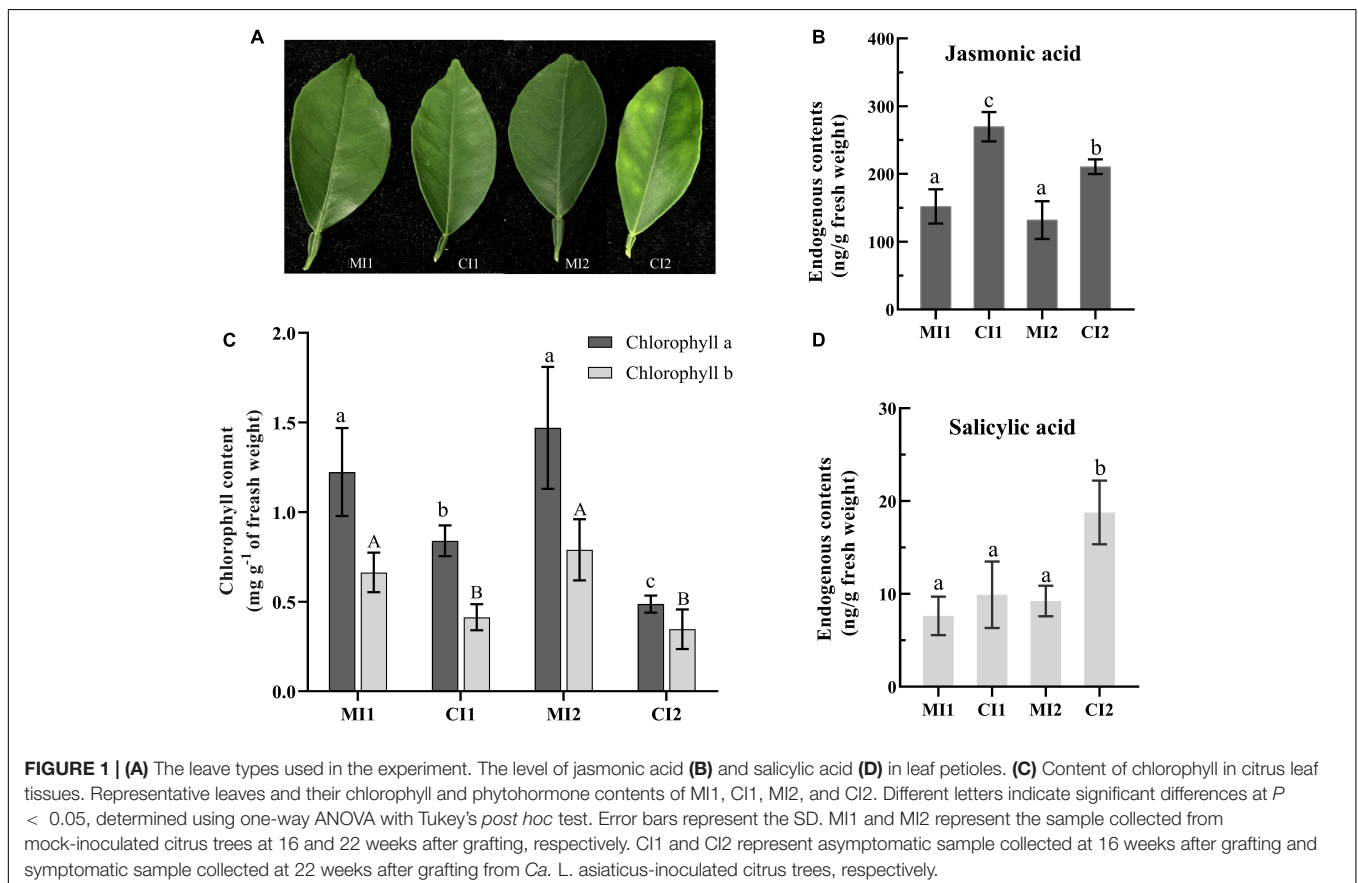 A
MI1 CI1 MI2 CI2
B
Jasmonic acid
Endogenous contents
(ng/g fresh weight)
400
300
200
100
0
a c a b
MI1 CI1 MI2 CI2
C
Chlorophyll a
Chlorophyll b
Chlorophyll content
(mg g⁻¹ of freash weight)
2.0
1.5
1.0
0.5
0.0
a A b B a A c B
MI1 CI1 MI2 CI2
D
Salicylic acid
Endogenous contents
(ng/g fresh weight)
30
20
10
0
a a a b
MI1 CI1 MI2 CI2
FIGURE 1 | (A) The leave types used in the experiment. The level of jasmonic acid (B) and salicylic acid (D) in leaf petioles. (C) Content of chlorophyll in citrus leaf
tissues. Representative leaves and their chlorophyll and phytohormone contents of MI1, CI1, MI2, and CI2. Different letters indicate significant differences at P
< 0.05, determined using one-way ANOVA with Tukey's post hoc test. Error bars represent the SD. MI1 and MI2 represent the sample collected from
mock-inoculated citrus trees at 16 and 22 weeks after grafting, respectively. CI1 and CI2 represent asymptomatic sample collected at 16 weeks after grafting and
symptomatic sample collected at 22 weeks after grafting from Ca. L. asiaticus-inoculated citrus trees, respectively.